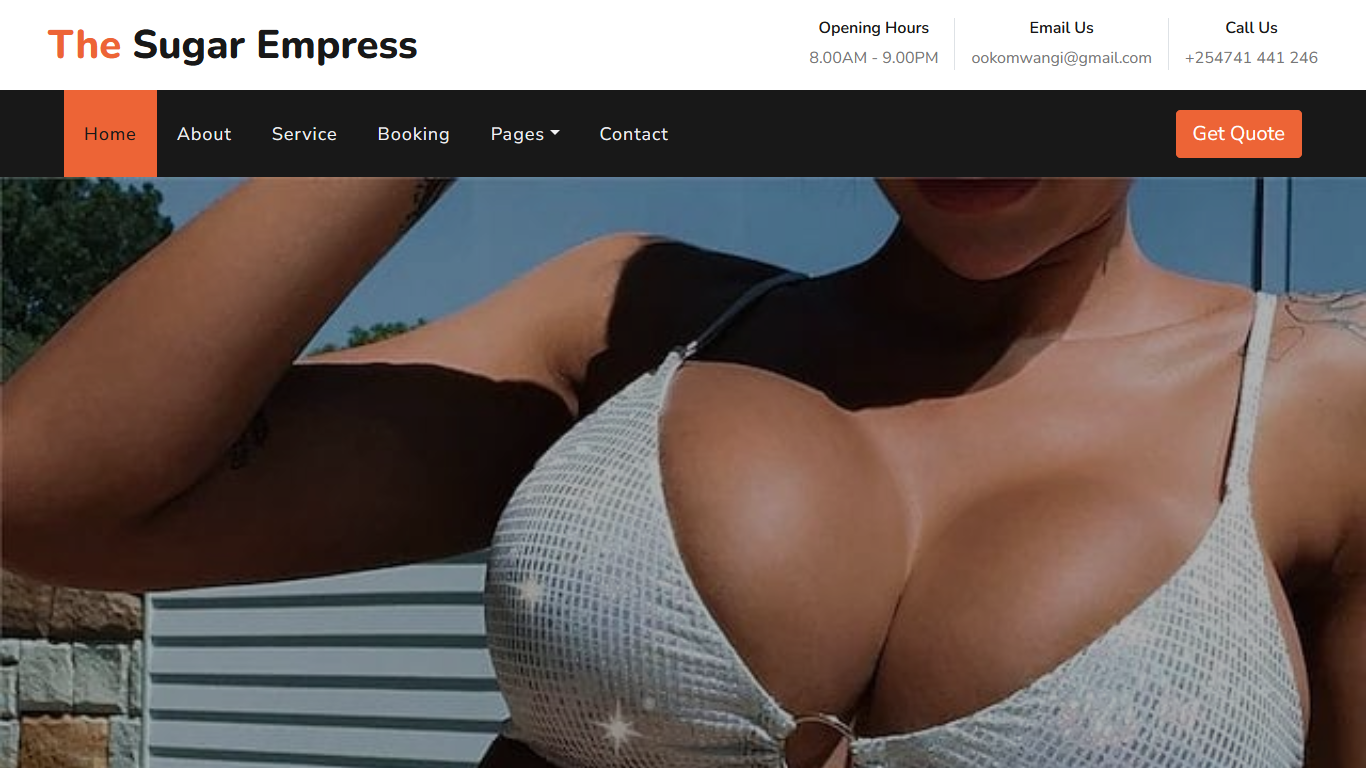 The Sugar Empress
Opening Hours
8.00AM - 9.00PM
Email Us
ookomwangi@gmail.com
Call Us
+254741 441 246
Home
About
Service
Booking
Pages
Contact
Get Quote